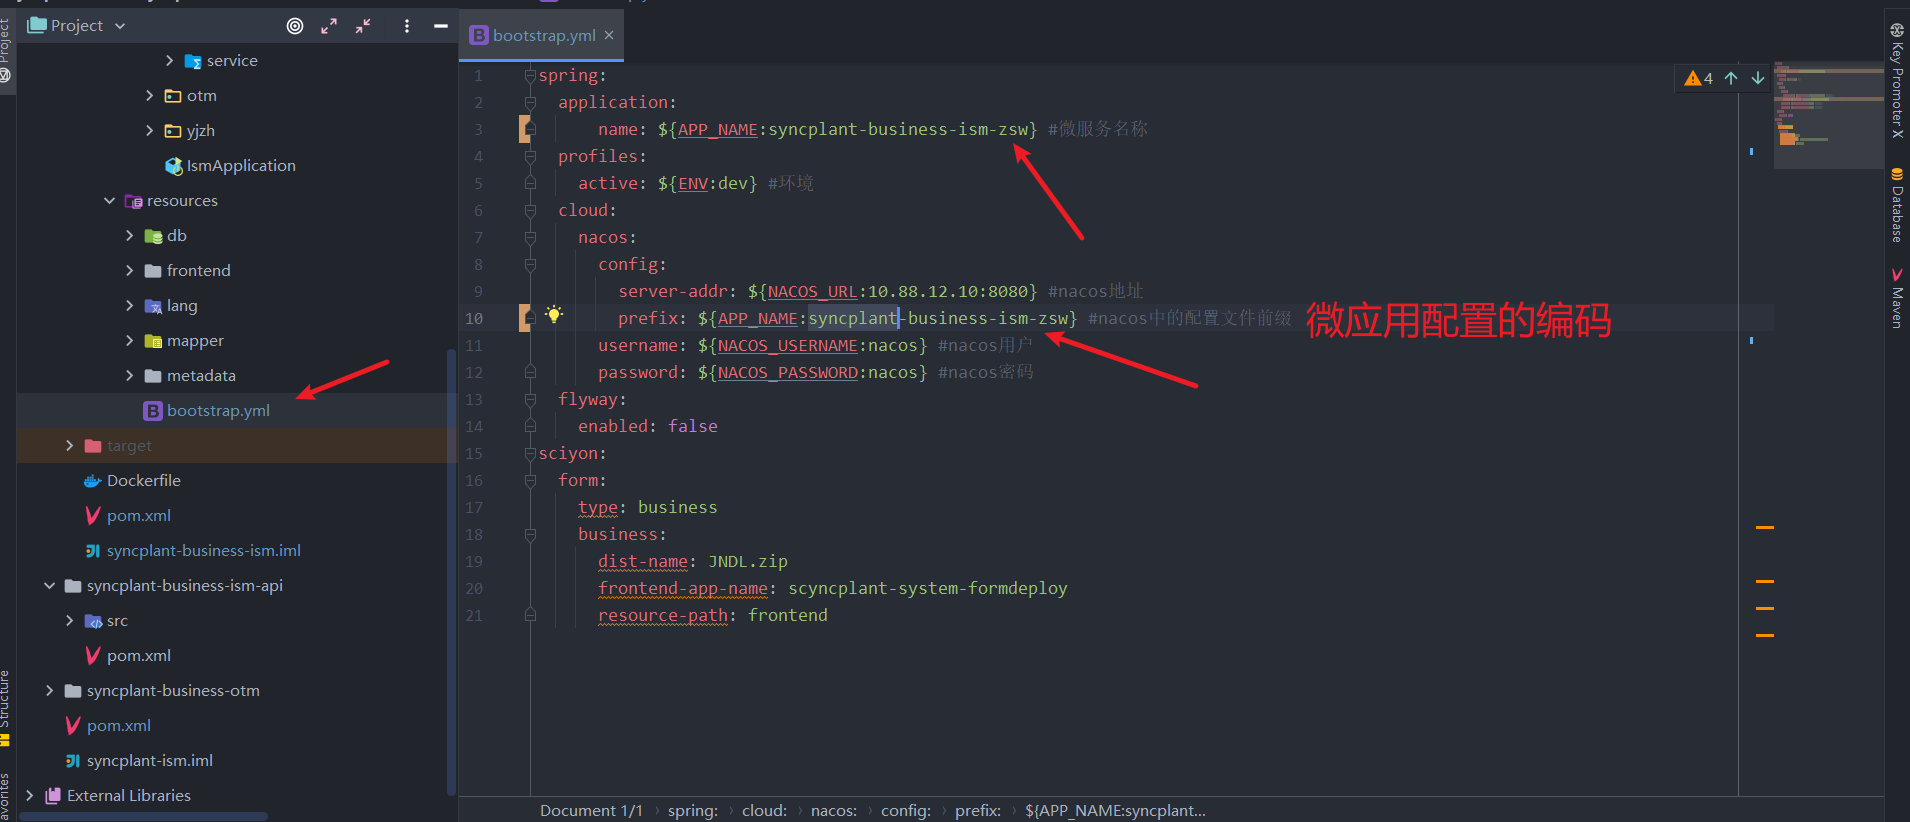 Project
bootstrap.yml
service
otm
yjzh
IsmApplication
resources
db
frontend
lang
mapper
metadata
bootstrap.yml
target
Dockerfile
pom.xml
syncplant-business-ism.iml
syncplant-business-ism-api
src
pom.xml
syncplant-business-otm
pom.xml
syncplant-ism.iml
External Libraries
Project
Structure
1 spring:
2 application:
3 name: ${APP_NAME:syncplant-business-ism-zsw} #微服务名称
4 profiles:
5 active: ${ENV:dev} #环境
6 cloud:
7 nacos:
8 config:
9 server-addr: ${NACOS_URL:10.88.12.10:8080} #nacos地址
10 prefix: ${APP_NAME:syncplant-business-ism-zsw} #nacos中的配置文件前缀
微应用配置的编码
11 username: ${NACOS_USERNAME:nacos} #nacos用户
12 password: ${NACOS_PASSWORD:nacos} #nacos密码
13 flyway:
14 enabled: false
15 sciyon:
16 form:
17 type: business
18 business:
19 dist-name: JNDL.zip
20 frontend-app-name: scyncplant-system-formdeploy
21 resource-path: frontend
4
Key Promoter X
Database
Maven
Document 1/1 › spring: › cloud: › nacos: › config: › prefix: › ${APP_NAME:syncplant...